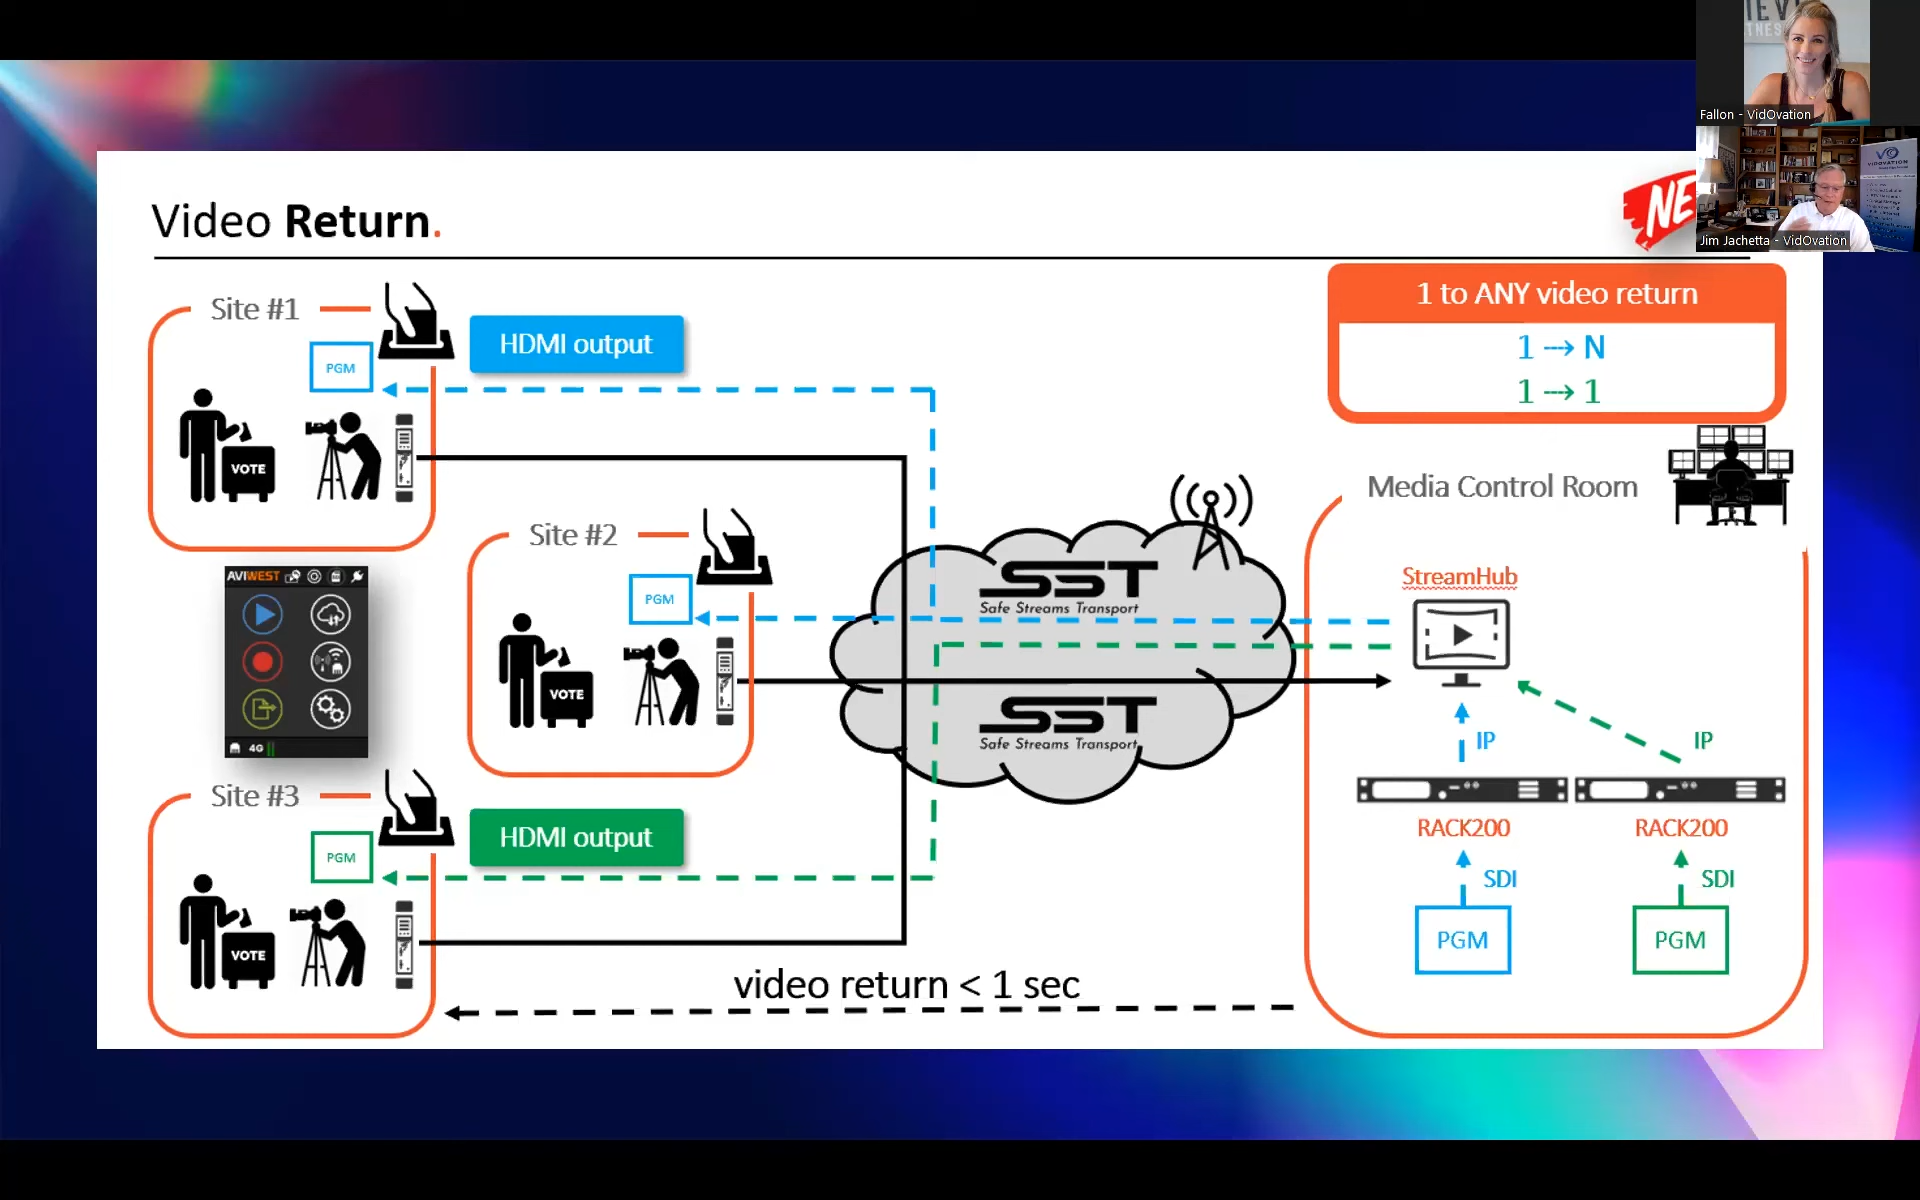 Video Return.
NE
Fallon - VidOvation
Jim Jachetta - VidOvation
Site #1
HDMI output
PGM
VOTE
1 to ANY video return
1 ⤍ N
1 ⤍ 1
Media Control Room
Site #2
PGM
VOTE
AVIWEST
4G
SST
Safe Streams Transport
SST
Safe Streams Transport
StreamHub
IP
IP
RACK200
RACK200
SDI
SDI
PGM
PGM
Site #3
HDMI output
PGM
VOTE
video return < 1 sec